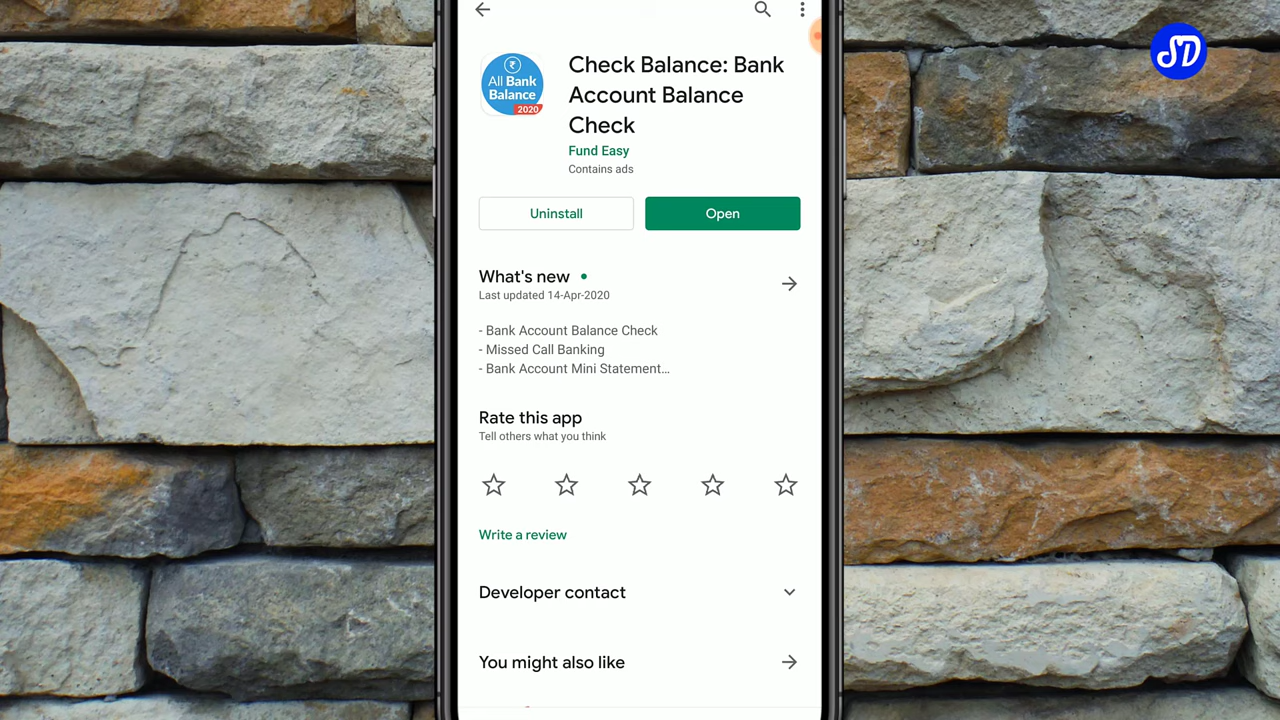 SD
₹
All Bank
Balance
2020
Check Balance: Bank
Account Balance
Check
Fund Easy
Contains ads
Uninstall
Open
What's new
Last updated 14-Apr-2020
- Bank Account Balance Check
- Missed Call Banking
- Bank Account Mini Statement...
Rate this app
Tell others what you think
Write a review
Developer contact
You might also like